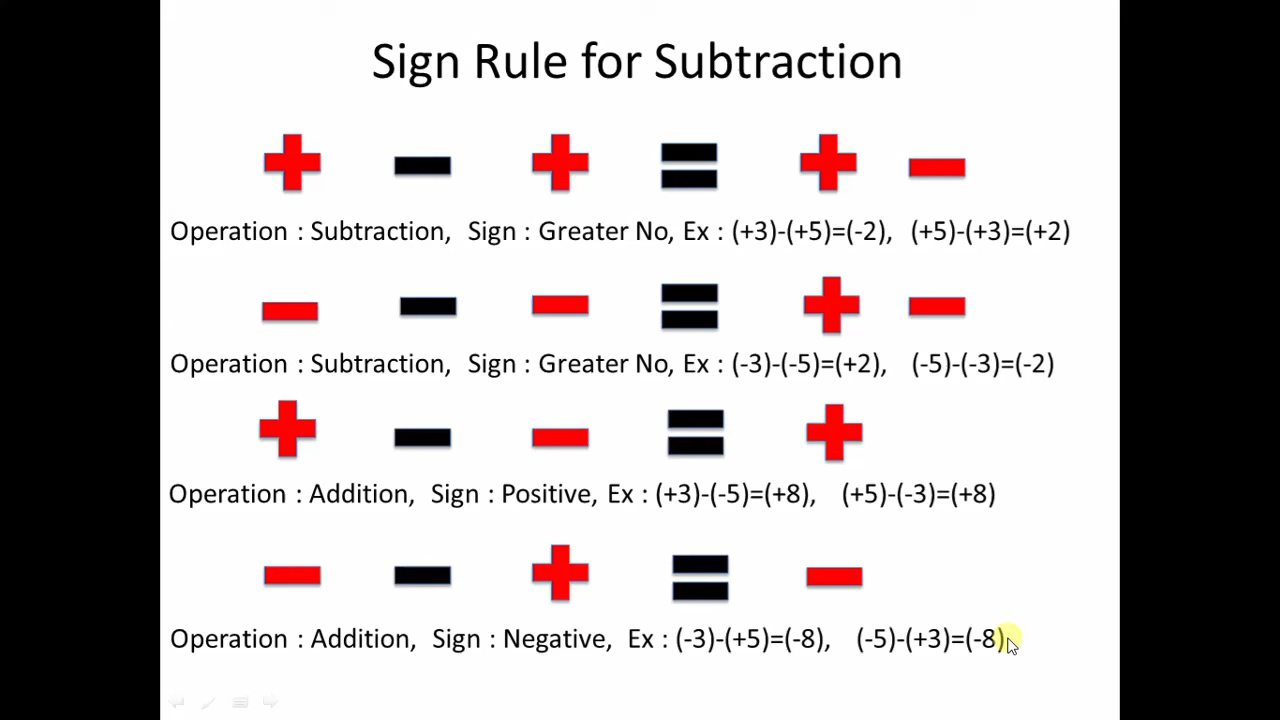 Sign Rule for Subtraction
+ - + = + -
Operation : Subtraction, Sign : Greater No, Ex : (+3)-(+5)=(-2), (+5)-(+3)=(+2)
- - - = + -
Operation : Subtraction, Sign : Greater No, Ex : (-3)-(-5)=(+2), (-5)-(-3)=(-2)
+ - - = +
Operation : Addition, Sign : Positive, Ex : (+3)-(-5)=(+8), (+5)-(-3)=(+8)
- - + = -
Operation : Addition, Sign : Negative, Ex : (-3)-(+5)=(-8), (-5)-(+3)=(-8)